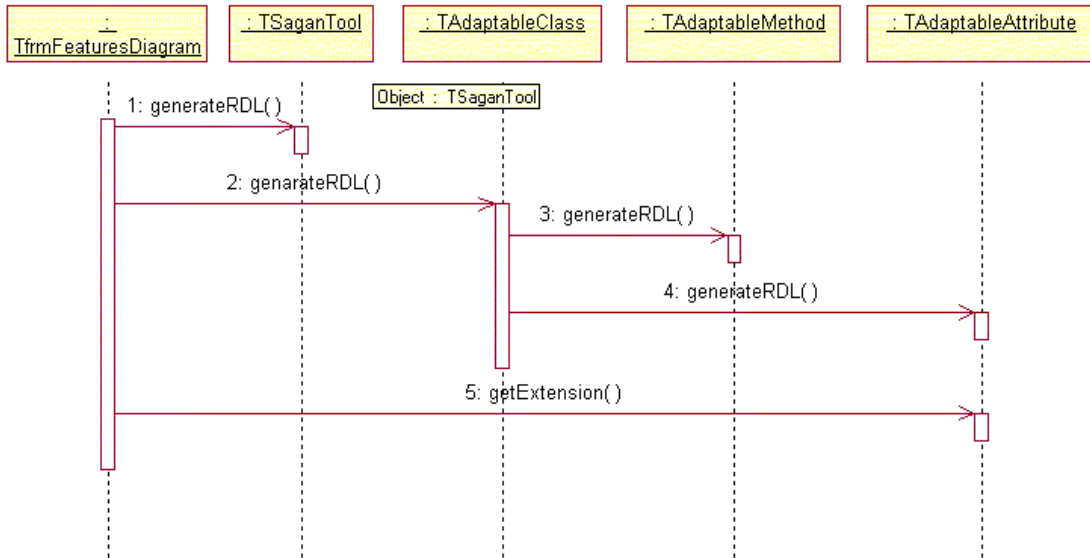 :
TfrmFeaturesDiagram
: TSaganTool
: TAdaptableClass
: TAdaptableMethod
: TAdaptableAttribute
Object : TSaganTool
1: generateRDL( )
2: genarateRDL( )
3: generateRDL( )
4: generateRDL( )
5: getExtension( )